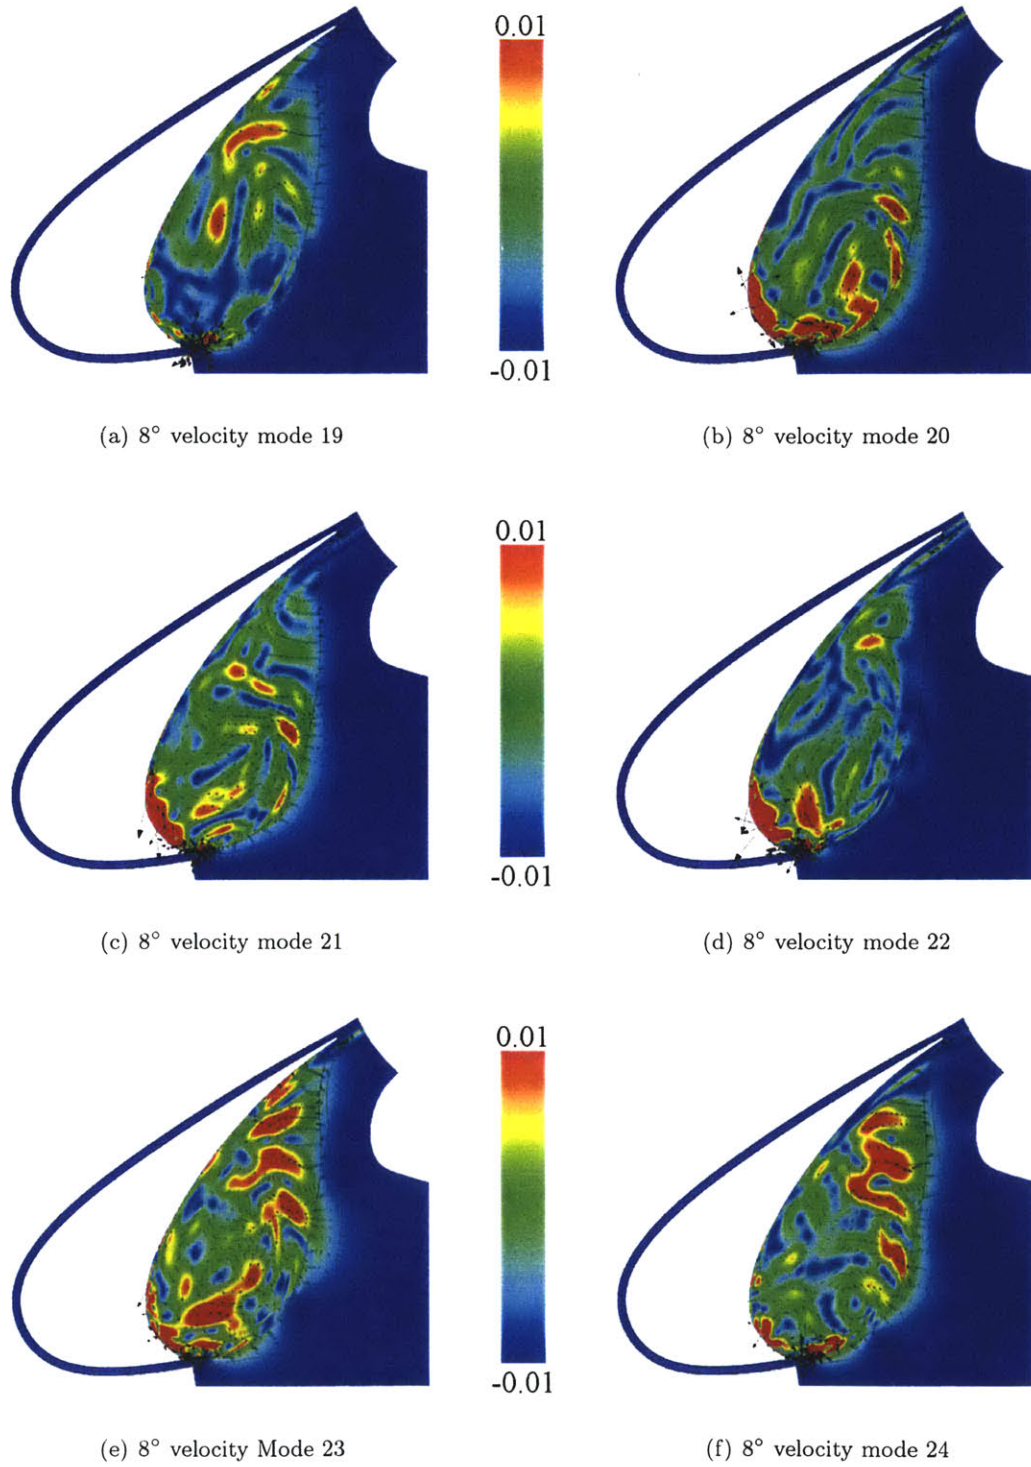 0.01
-0.01
(a) 8° velocity mode 19
(b) 8° velocity mode 20
0.01
-0.01
(c) 8° velocity mode 21
(d) 8° velocity mode 22
0.01
-0.01
(e) 8° velocity Mode 23
(f) 8° velocity mode 24